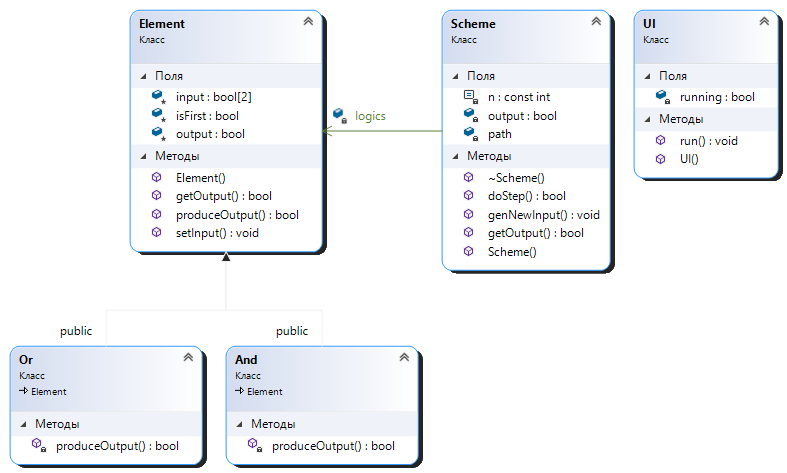 Element
Класс
Поля
input : bool[2]
isFirst : bool
output : bool
Методы
Element()
getOutput() : bool
produceOutput() : bool
setInput() : void
logics
Scheme
Класс
Поля
n : const int
output : bool
path
Методы
~Scheme()
doStep() : bool
genNewInput() : void
getOutput() : bool
Scheme()
UI
Класс
Поля
running : bool
Методы
run() : void
UI()
public
public
Or
Класс
Element
Методы
produceOutput() : bool
And
Класс
Element
Методы
produceOutput() : bool